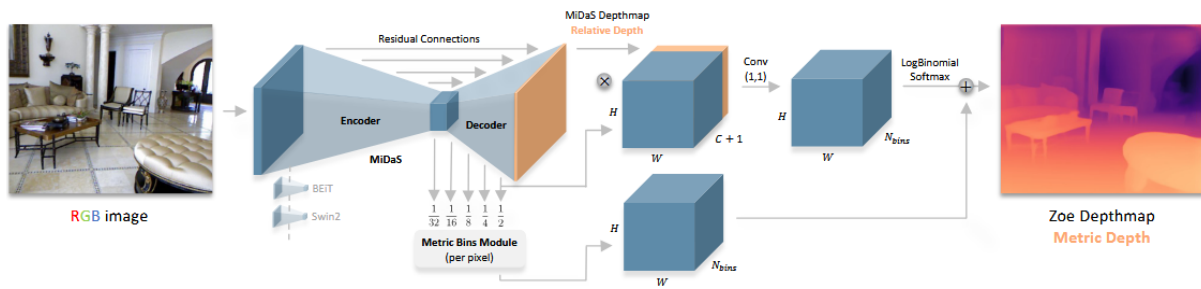 RGB image
Residual Connections
Encoder
Decoder
MiDaS
BEiT
Swin2
1/32 1/16 1/8 1/4 1/2
Metric Bins Module
(per pixel)
MiDaS Depthmap
Relative Depth
×
H
W
C + 1
Conv
(1,1)
H
W
N_bins
LogBinomial
Softmax
+
H
W
N_bins
Zoe Depthmap
Metric Depth